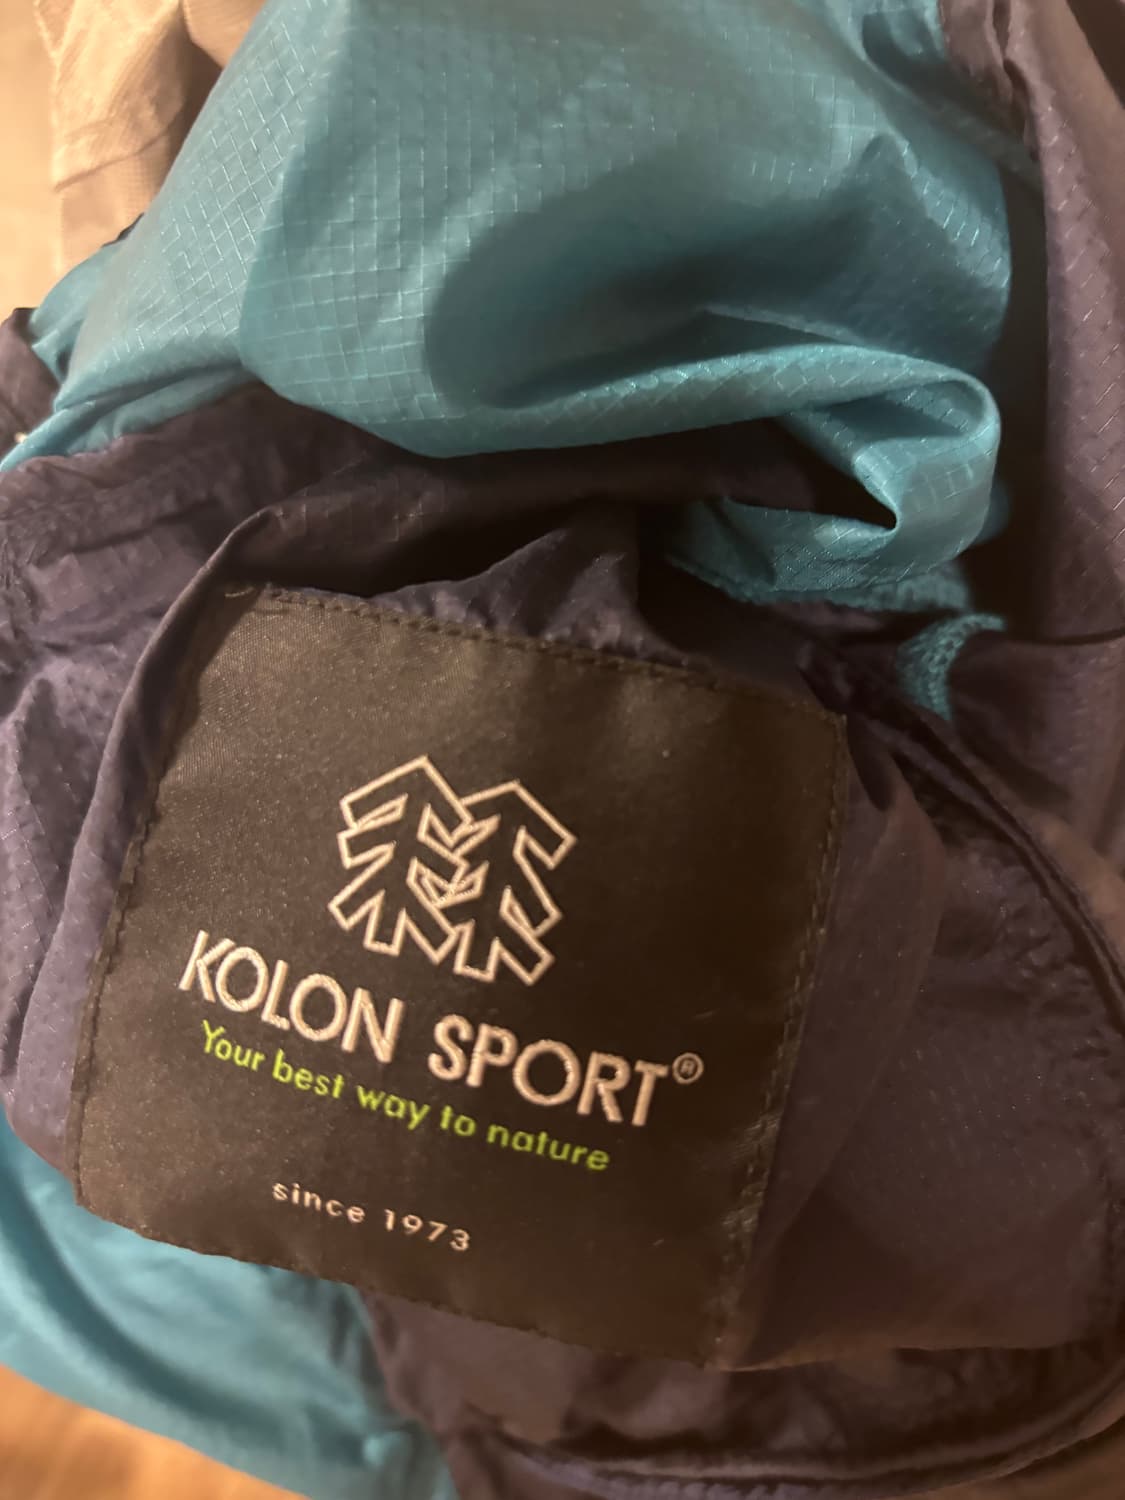 KOLON SPORT®
Your best way to nature
since 1973